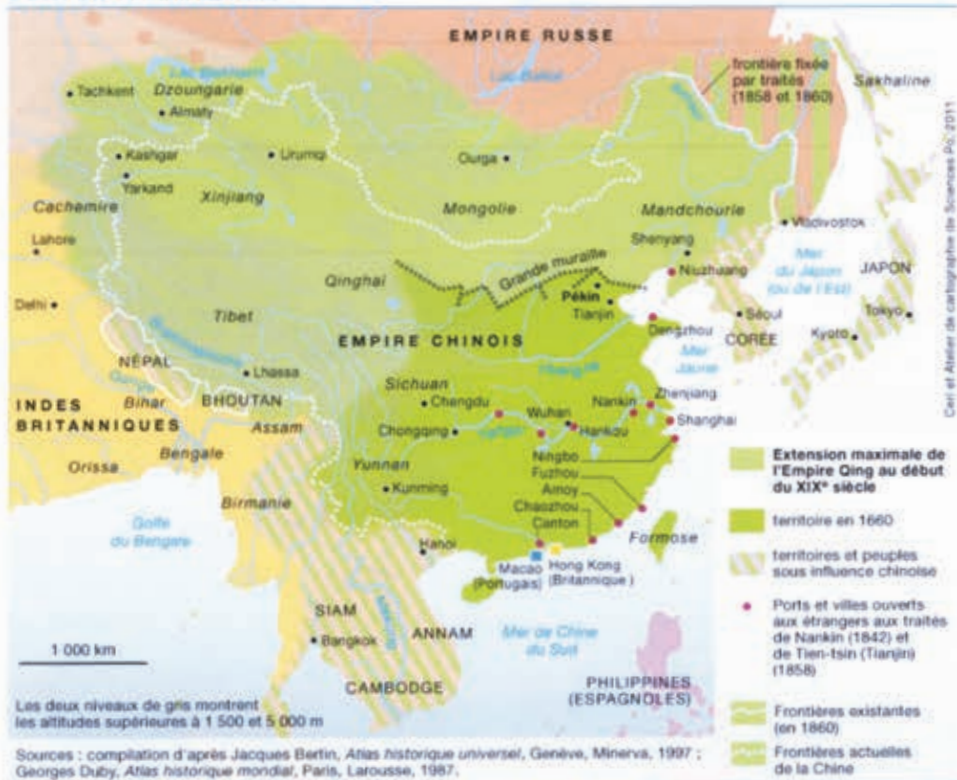 EMPIRE RUSSE
frontière fixée
par traités
(1858 et 1860)
Sakhaline
Lac Baïkal
Dzoungarie
Tachkent
Almaty
Kashgar
Urumqi
Ourga
Yarkand
Xinjiang
Cachemire
Mongolie
Mandchourie
Vladivostok
Lahore
Shenyang
Mer
du Japon
(ou de l'Est)
JAPON
Grande muraille
Niuzhuang
Qinghai
Delhi
Pékin
Tianjin
Tibet
Séoul
Tokyo
EMPIRE CHINOIS
Dengzhou
CORÉE
Kyoto
NÉPAL
Lhassa
Mer
Jaune
Sichuan
Zhenjiang
BHOUTAN
Nankin
INDES
BRITANNIQUES
Bihar
Chengdu
Wuhan
Shanghai
Assam
Chongqing
Hankou
Ningbo
Bengale
Orissa
Yunnan
Fuzhou
Amoy
Birmanie
Kunming
Chaozhou
Canton
Formose
Golfe
du Bengale
Hanoi
Macao
(Portugais)
Hong Kong
(Britannique)
SIAM
ANNAM
Bangkok
Mer de Chine
du Sud
CAMBODGE
PHILIPPINES
(ESPAGNOLES)
1 000 km
Les deux niveaux de gris montrent
les altitudes supérieures à 1 500 et 5 000 m
Extension maximale de
l'Empire Qing au début
du XIXe siècle
territoire en 1660
territoires et peuples
sous influence chinoise
Ports et villes ouverts
aux étrangers aux traités
de Nankin (1842) et
de Tien-tsin (Tianjin)
(1858)
Frontières existantes
(en 1860)
Frontières actuelles
de la Chine
Sources : compilation d'après Jacques Bertin, Atlas historique universel, Genève, Minerva, 1997 ;
Georges Duby, Atlas historique mondial, Paris, Larousse, 1987.
Ceri et Atelier de cartographie de Sciences Po, 2011